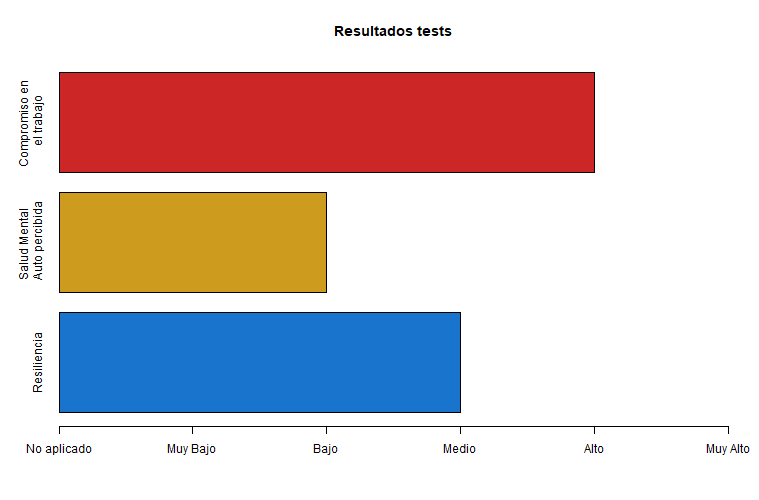 Resultados tests
Compromiso en
el trabajo
Salud Mental
Auto percibida
Resiliencia
No aplicado
Muy Bajo
Bajo
Medio
Alto
Muy Alto